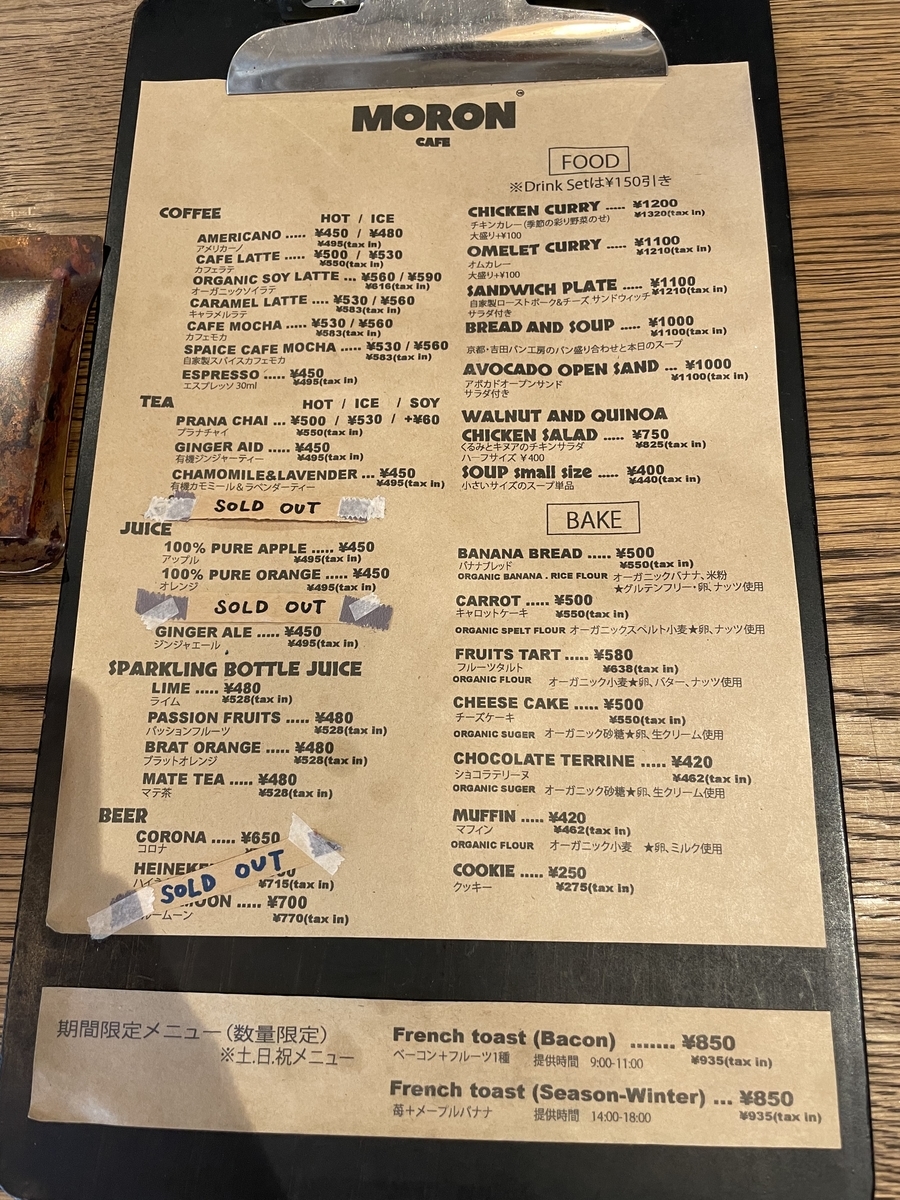 MORON
CAFE
COFFEE
HOT / ICE
AMERICANO ..... ¥450 / ¥480
アメリカーノ ¥495(tax in)
CAFE LATTE ..... ¥500 / ¥530
カフェラテ ¥550(tax in)
ORGANIC SOY LATTE ... ¥560 / ¥590
オーガニックソイラテ ¥616(tax in)
CARAMEL LATTE ..... ¥530 / ¥560
キャラメルラテ ¥583(tax in)
CAFE MOCHA ..... ¥530 / ¥560
カフェモカ ¥583(tax in)
SPAICE CAFE MOCHA ..... ¥530 / ¥560
自家製スパイスカフェモカ ¥583(tax in)
ESPRESSO ..... ¥450
エスプレッソ 30ml ¥495(tax in)
TEA HOT / ICE / SOY
PRANA CHAI ... ¥500 / ¥530 / +¥60
プラナチャイ ¥550(tax in)
GINGER AID ..... ¥450
有機ジンジャーティー ¥495(tax in)
CHAMOMILE&LAVENDER ... ¥450
有機カモミール＆ラベンダーティー ¥495(tax in)
SOLD OUT
JUICE
100% PURE APPLE ..... ¥450
アップル ¥495(tax in)
100% PURE ORANGE ..... ¥450
オレンジ ¥495(tax in)
SOLD OUT
GINGER ALE ..... ¥450
ジンジャエール ¥495(tax in)
SPARKLING BOTTLE JUICE
LIME ..... ¥480
ライム ¥528(tax in)
PASSION FRUITS ..... ¥480
パッションフルーツ ¥528(tax in)
BRAT ORANGE ..... ¥480
ブラットオレンジ ¥528(tax in)
MATE TEA ..... ¥480
マテ茶 ¥528(tax in)
BEER
CORONA ..... ¥650
コロナ
SOLD OUT
¥715(tax in)
¥700
¥770(tax in)
FOOD
※Drink Setは¥150引き
CHICKEN CURRY ..... ¥1200
¥1320(tax in)
チキンカレー (季節の彩り野菜のせ)
大盛り+¥100
OMELET CURRY ..... ¥1100
オムカレー ¥1210(tax in)
大盛り+¥100
SANDWICH PLATE ..... ¥1100
自家製ローストポーク&チーズ サンドウィッチ ¥1210(tax in)
サラダ付き
BREAD AND SOUP ..... ¥1000
¥1100(tax in)
京都・吉田パン工房のパン盛り合わせと本日のスープ
AVOCADO OPEN SAND ... ¥1000
アボカドオープンサンド ¥1100(tax in)
サラダ付き
WALNUT AND QUINOA
CHICKEN SALAD ..... ¥750
くるみとキヌアのチキンサラダ ¥825(tax in)
ハーフサイズ ¥400
SOUP small size ..... ¥400
小さいサイズのスープ単品 ¥440(tax in)
BAKE
BANANA BREAD ..... ¥500
バナナブレッド ¥550(tax in)
ORGANIC BANANA . RICE FLOUR オーガニックバナナ、米粉
★グルテンフリー・卵、ナッツ使用
CARROT ..... ¥500
キャロットケーキ ¥550(tax in)
ORGANIC SPELT FLOUR オーガニックスペルト小麦★卵、ナッツ使用
FRUITS TART ..... ¥580
フルーツタルト ¥638(tax in)
ORGANIC FLOUR オーガニック小麦★卵、バター、ナッツ使用
CHEESE CAKE ..... ¥500
チーズケーキ ¥550(tax in)
ORGANIC SUGER オーガニック砂糖★卵、生クリーム使用
CHOCOLATE TERRINE ..... ¥420
ショコラテリーヌ ¥462(tax in)
ORGANIC SUGER オーガニック砂糖★卵、生クリーム使用
MUFFIN ..... ¥420
マフィン ¥462(tax in)
ORGANIC FLOUR オーガニック小麦 ★卵、ミルク使用
COOKIE ..... ¥250
クッキー ¥275(tax in)
期間限定メニュー (数量限定)
※土.日.祝メニュー
French toast (Bacon) ....... ¥850
ベーコン＋フルーツ1種 提供時間 9:00-11:00 ¥935(tax in)
French toast (Season-Winter) ... ¥850
苺＋メープルバナナ 提供時間 14:00-18:00 ¥935(tax in)